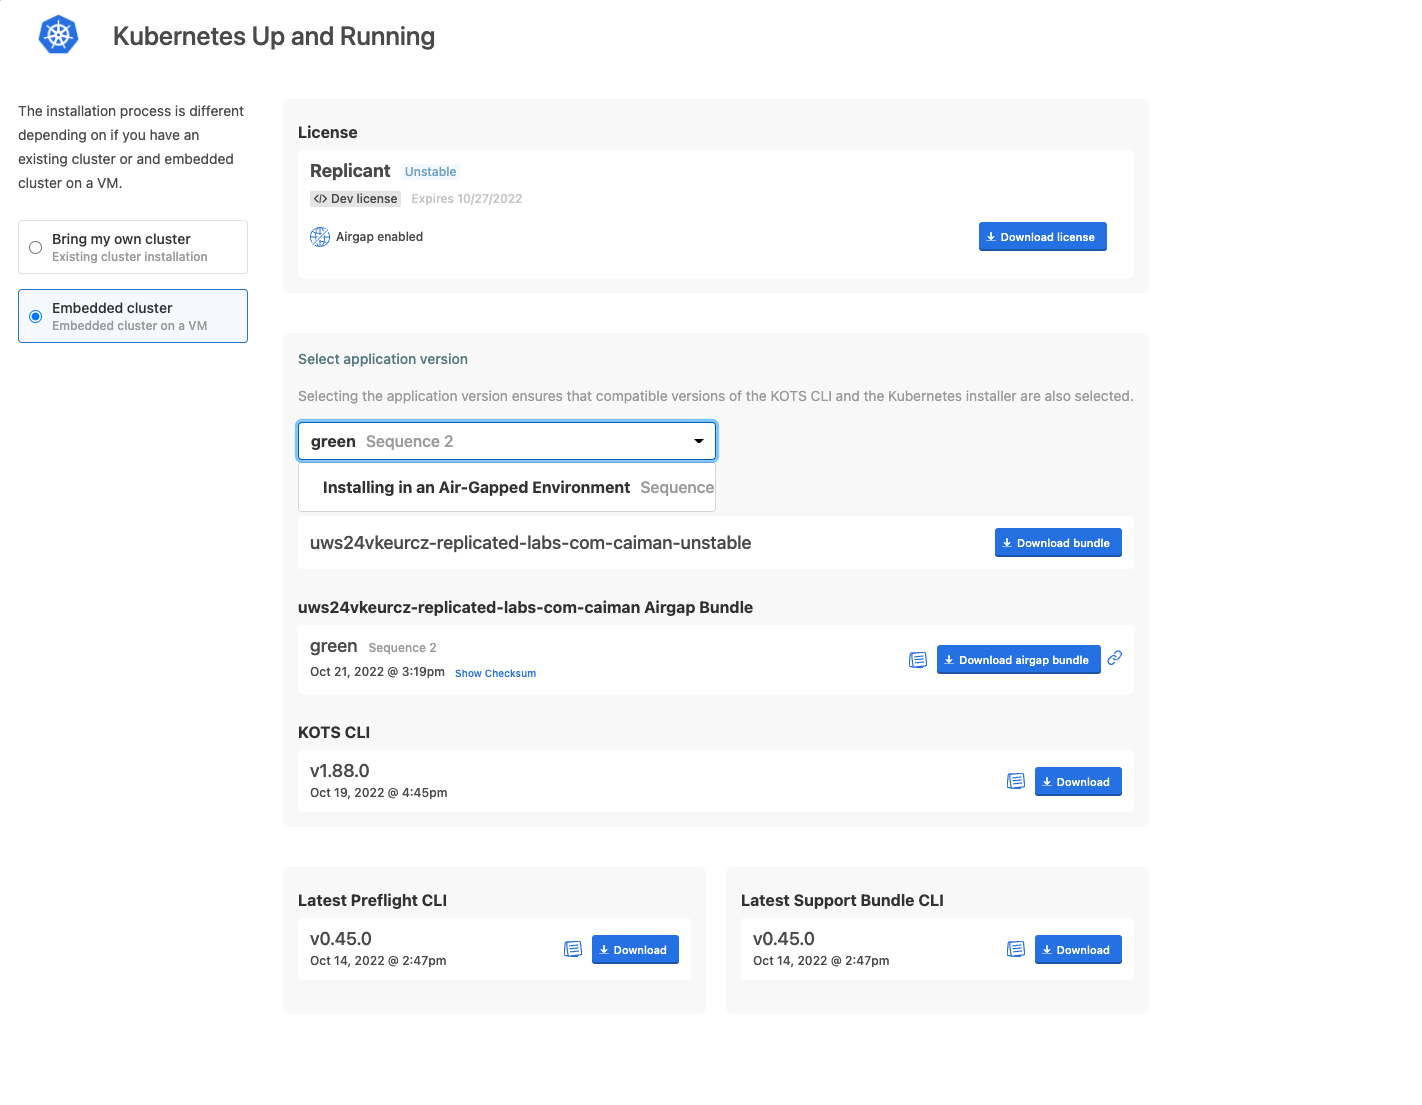 Kubernetes Up and Running
The installation process is different
depending on if you have an
existing cluster or and embedded
cluster on a VM.
Bring my own cluster
Existing cluster installation
Embedded cluster
Embedded cluster on a VM
License
Replicant Unstable
</> Dev license Expires 10/27/2022
Airgap enabled
Download license
Select application version
Selecting the application version ensures that compatible versions of the KOTS CLI and the Kubernetes installer are also selected.
green Sequence 2
Installing in an Air-Gapped Environment Sequence
uws24vkeurcz-replicated-labs-com-caiman-unstable
Download bundle
uws24vkeurcz-replicated-labs-com-caiman Airgap Bundle
green Sequence 2
Oct 21, 2022 @ 3:19pm Show Checksum
Download airgap bundle
KOTS CLI
v1.88.0
Oct 19, 2022 @ 4:45pm
Download
Latest Preflight CLI
v0.45.0
Oct 14, 2022 @ 2:47pm
Download
Latest Support Bundle CLI
v0.45.0
Oct 14, 2022 @ 2:47pm
Download